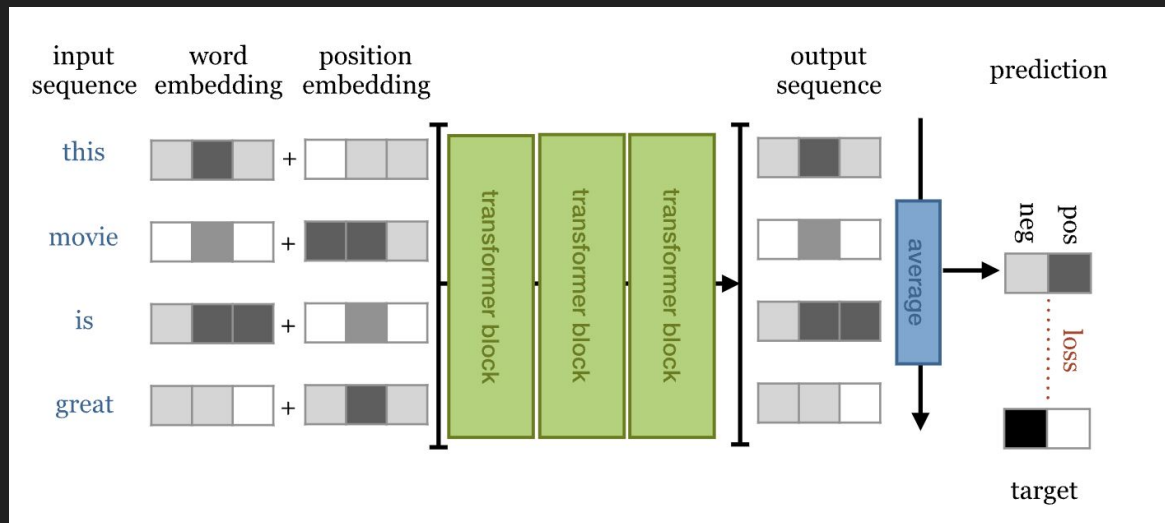 input
sequence
word
embedding
position
embedding
output
sequence
prediction
this
+
movie
+
is
+
great
+
transformer block
transformer block
transformer block
average
neg
pos
loss
target